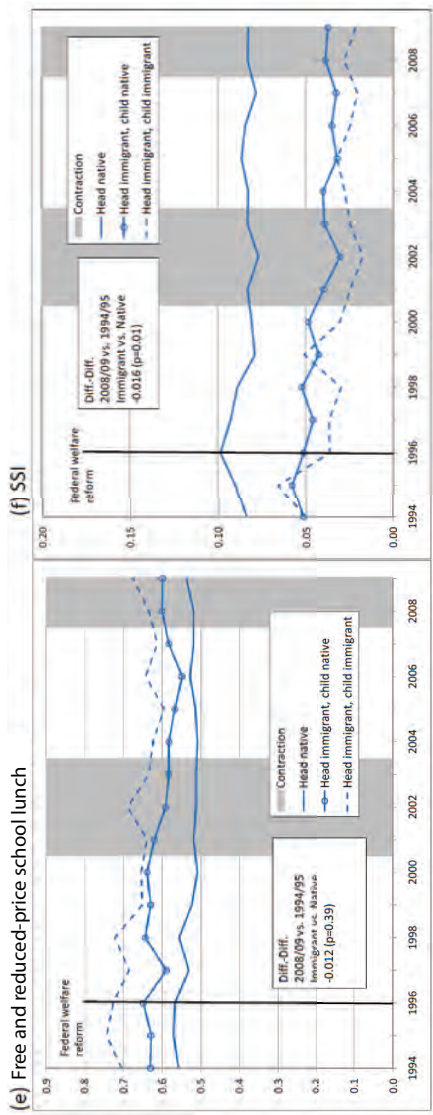 (e) Free and reduced-price school lunch
0.9
0.8
0.7
0.6
0.5
0.4
0.3
0.2
0.1
0
Federal welfare
reform
Diff.-Diff.
2008/09 vs. 1994/95
Immigrant vs. Native
-0.012 (p=0.39)
Contraction
Head native
Head immigrant, child native
Head immigrant, child immigrant
1994
1996
1998
2000
2002
2004
2006
2008
(f) SSI
0.20
0.15
0.10
0.05
0.00
Federal welfare
reform
Diff.-Diff.
2008/09 vs. 1994/95
Immigrant vs. Native
-0.016 (p=0.01)
Contraction
Head native
Head immigrant, child native
Head immigrant, child immigrant
1994
1996
1998
2000
2002
2004
2006
2008